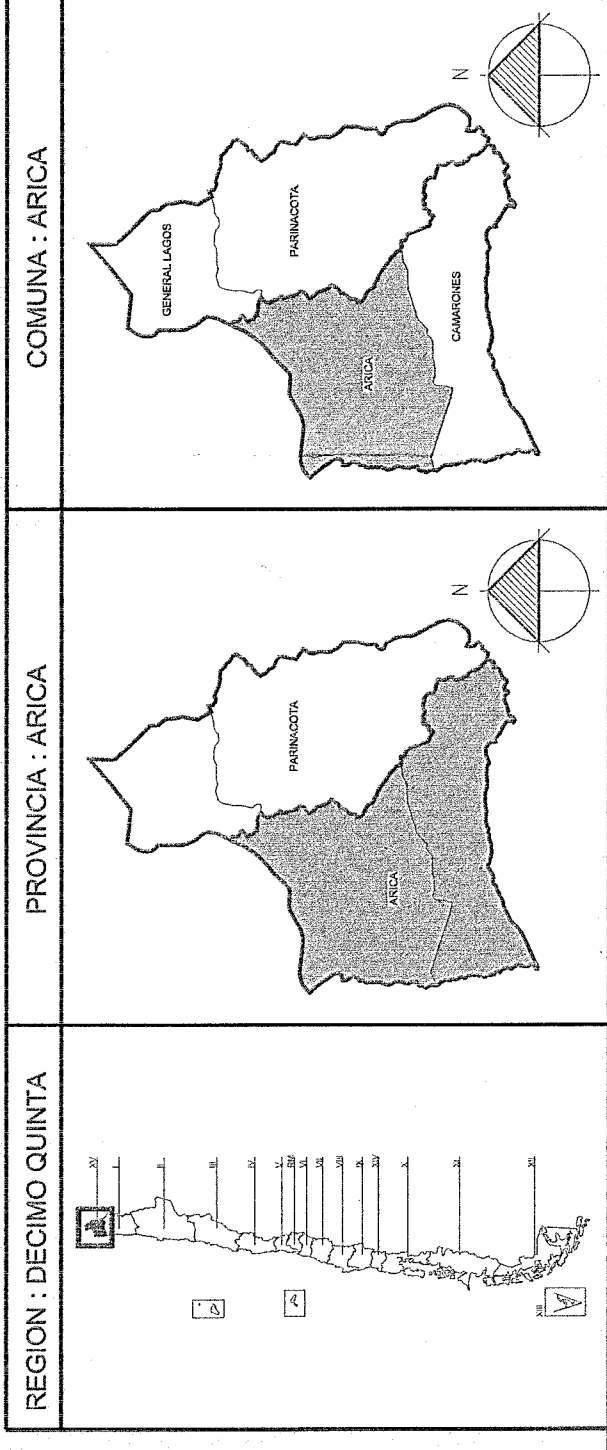 REGION : DECIMO QUINTA
XV
I
II
III
IV
V
RM
VI
VII
VIII
IX
XIV
X
XI
XII
XIII
PROVINCIA : ARICA
N
PARINACOTA
ARICA
COMUNA : ARICA
N
GENERAL LAGOS
PARINACOTA
ARICA
CAMARONES